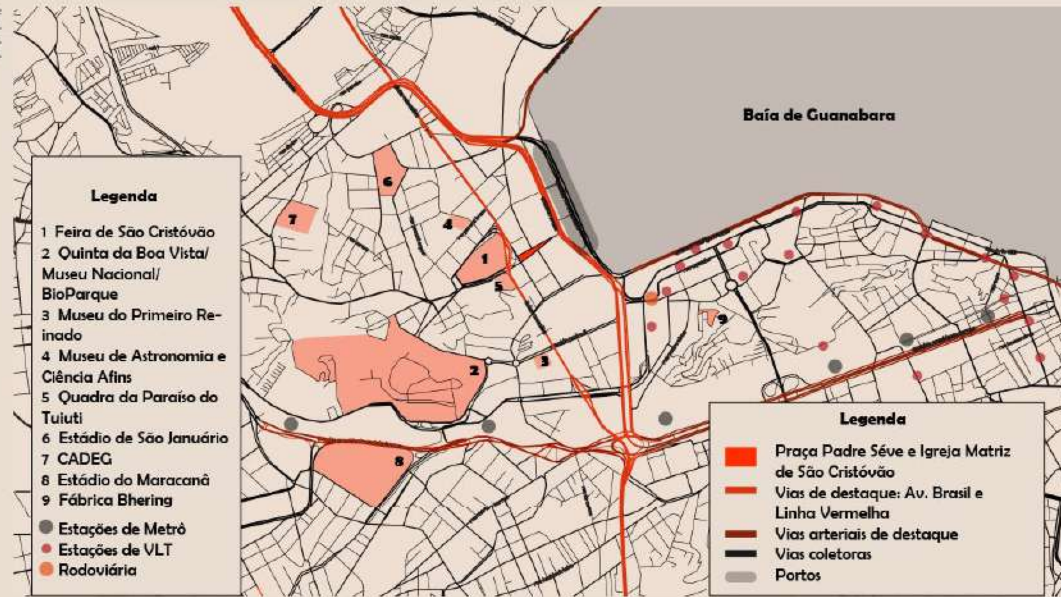 Baía de Guanabara
Legenda
1 Feira de São Cristóvão
2 Quinta da Boa Vista/
Museu Nacional/
BioParque
3 Museu do Primeiro Re-
inado
4 Museu de Astronomia e
Ciência Afins
5 Quadra da Paraíso do
Tuiuti
6 Estádio de São Januário
7 CADEG
8 Estádio do Maracanã
9 Fábrica Bhering
Estações de Metrô
Estações de VLT
Rodoviária
6
7
4
1
5
9
2
3
8
Legenda
Praça Padre Séve e Igreja Matriz
de São Cristóvão
Vias de destaque: Av. Brasil e
Linha Vermelha
Vias arteriais de destaque
Vias coletoras
Portos